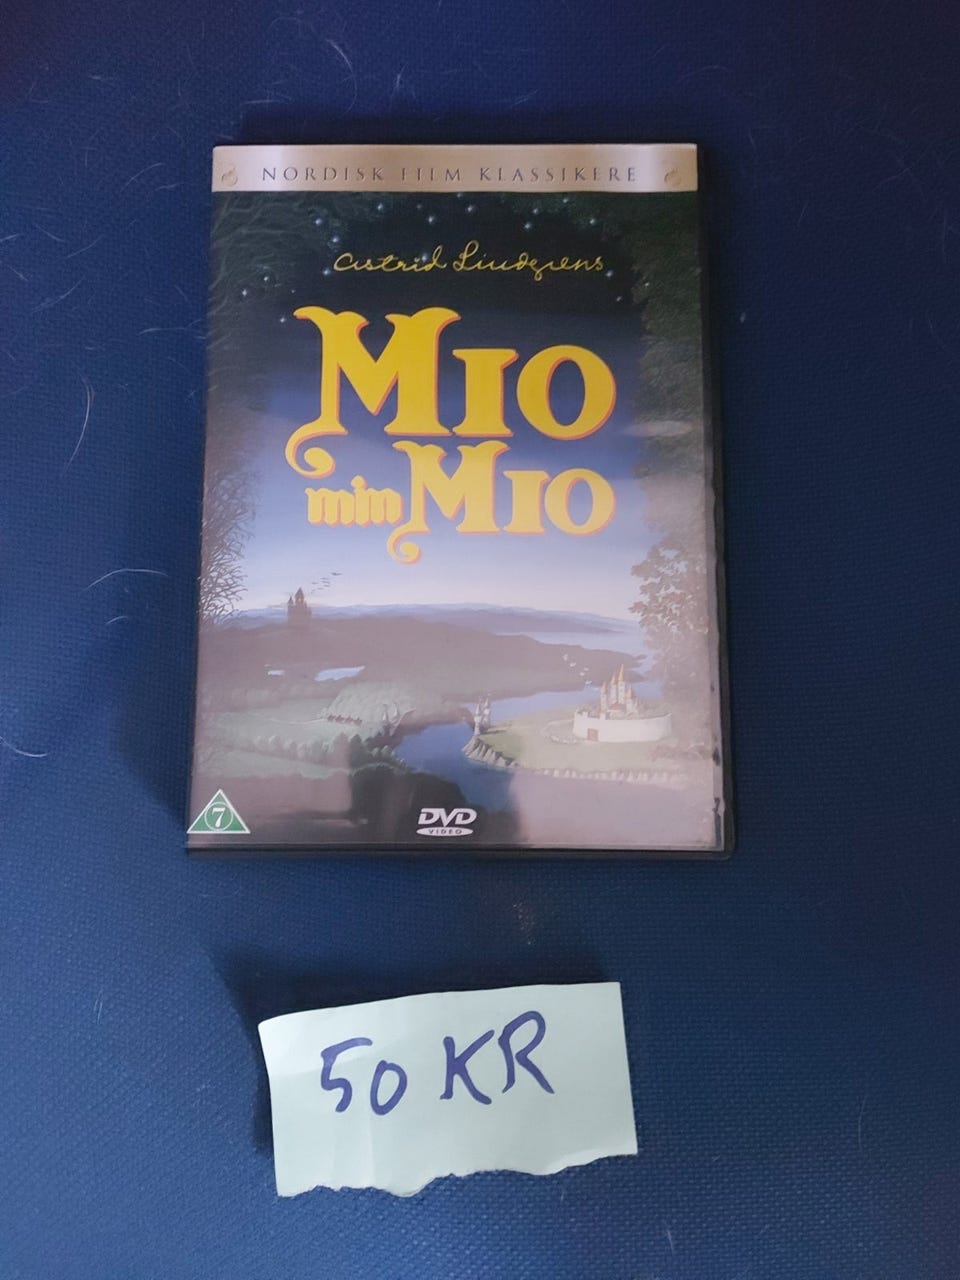 NORDISK FILM KLASSIKERE
Astrid Lindgrens
MIO
min MIO
7
DVD
VIDEO
50 KR